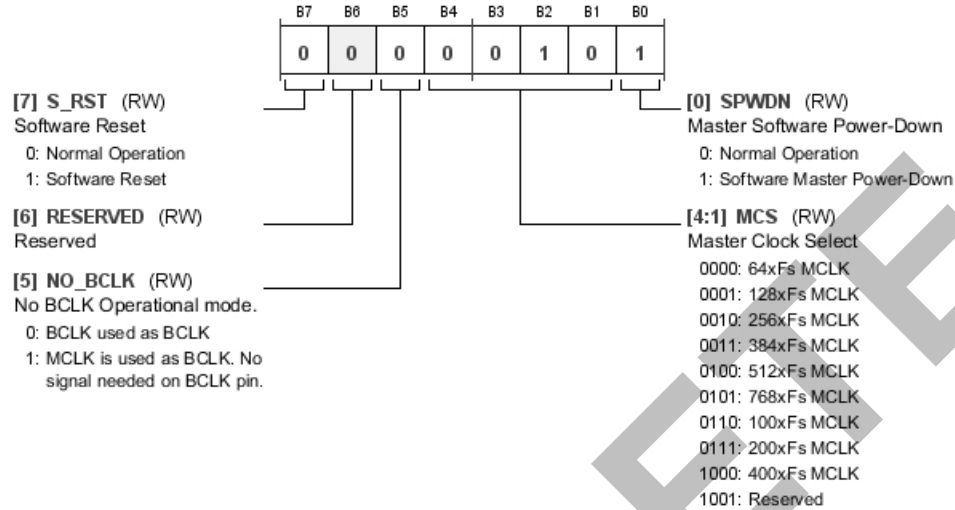 B7 B6 B5 B4 B3 B2 B1 B0
0 0 0 0 0 1 0 1
[7] S_RST (RW)
Software Reset
0: Normal Operation
1: Software Reset
[6] RESERVED (RW)
Reserved
[5] NO_BCLK (RW)
No BCLK Operational mode.
0: BCLK used as BCLK
1: MCLK is used as BCLK. No
signal needed on BCLK pin.
[0] SPWDN (RW)
Master Software Power-Down
0: Normal Operation
1: Software Master Power-Down
[4:1] MCS (RW)
Master Clock Select
0000: 64xFs MCLK
0001: 128xFs MCLK
0010: 256xFs MCLK
0011: 384xFs MCLK
0100: 512xFs MCLK
0101: 768xFs MCLK
0110: 100xFs MCLK
0111: 200xFs MCLK
1000: 400xFs MCLK
1001: Reserved
ETE